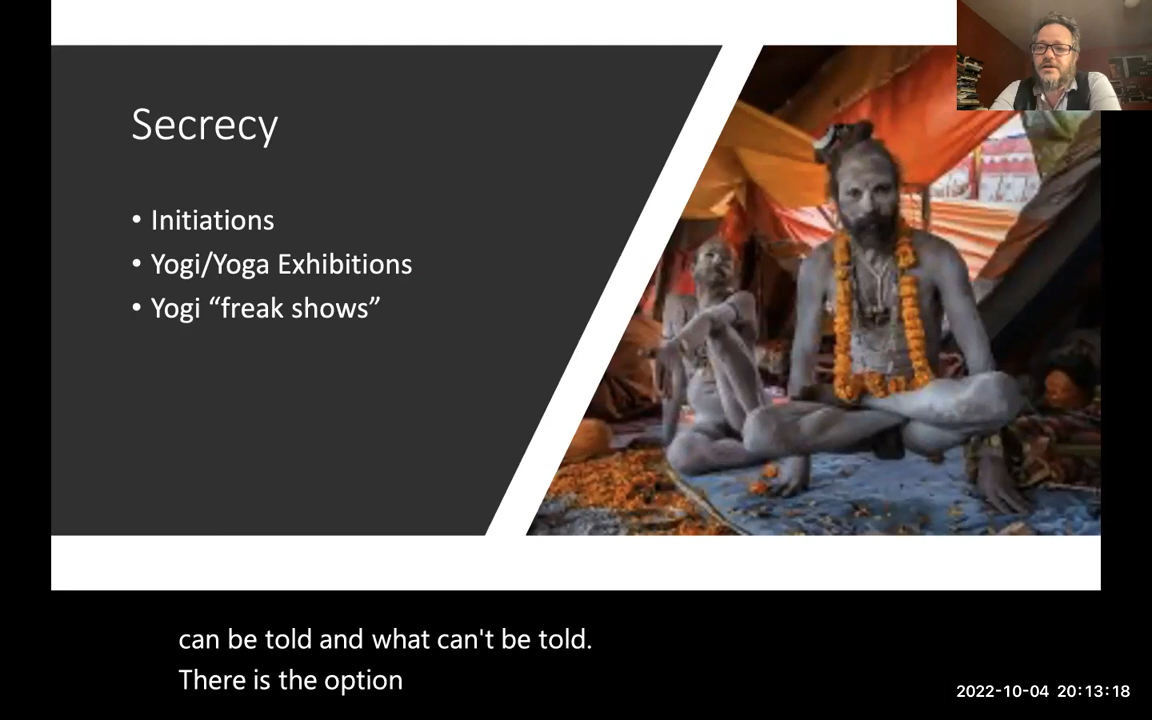 Secrecy
• Initiations
• Yogi/Yoga Exhibitions
• Yogi “freak shows”
can be told and what can't be told.
There is the option
2022-10-04 20:13:18